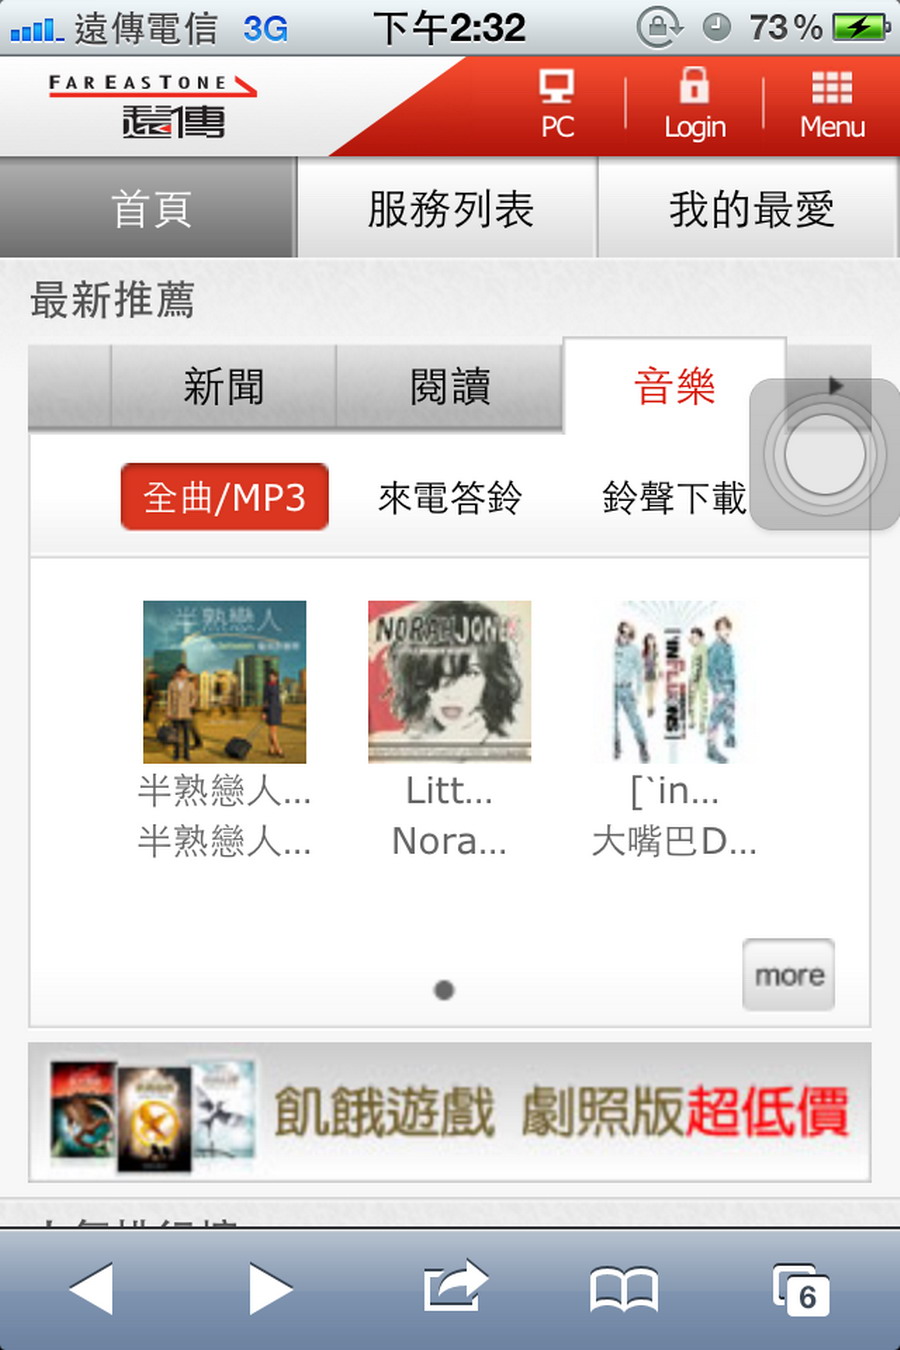 遠傳電信 3G 下午2:32 73%
FAREASTONE
遠傳
PC Login Menu
首頁 服務列表 我的最愛
最新推薦
新聞 閱讀 音樂
全曲/MP3 來電答鈴 鈴聲下載
半熟戀人
NORAH JONES
半熟戀人... Litt... [`in...
半熟戀人... Nora... 大嘴巴D...
more
飢餓遊戲 劇照版超低價
6